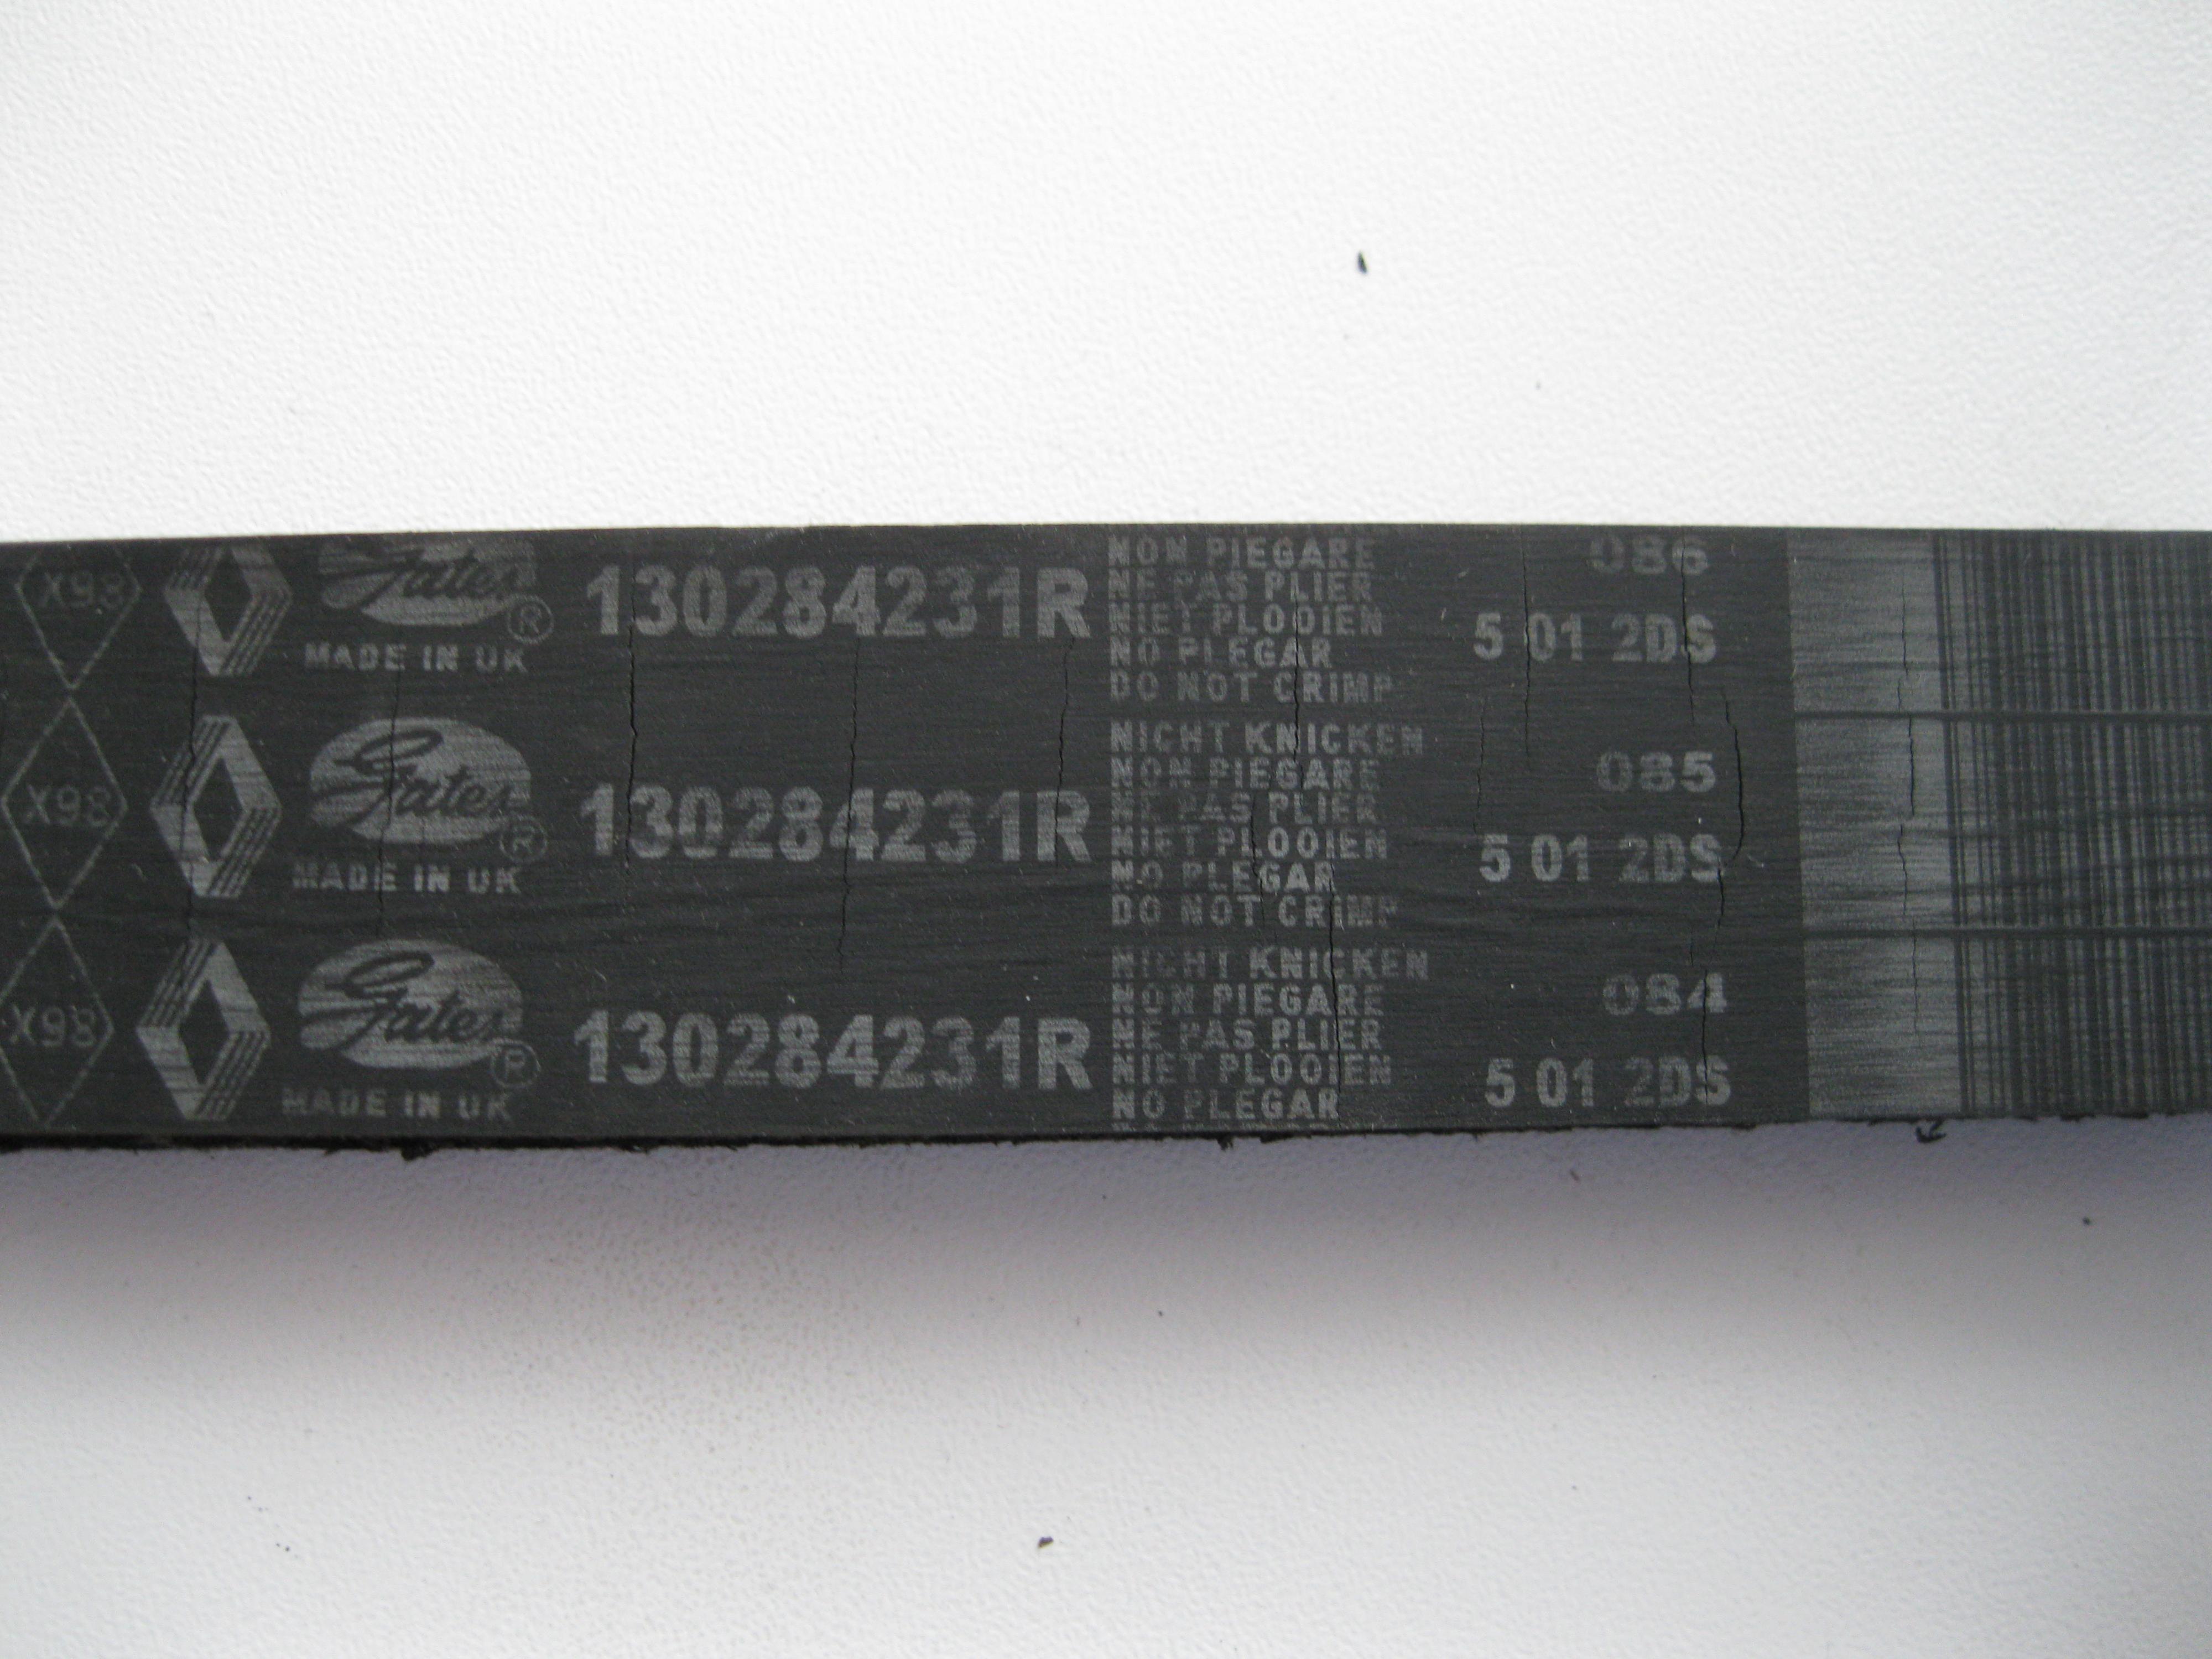 X98 Gates ® 130284231R NON PIEGARE 086
MADE IN UK NE PAS PLIER 5 01 2DS
NIET PLOOIEN
NO PLEGAR
DO NOT CRIMP
X98 Gates ® 130284231R NICHT KNICKEN 085
MADE IN UK NON PIEGARE 5 01 2DS
NE PAS PLIER
NIET PLOOIEN
NO PLEGAR
DO NOT CRIMP
X98 Gates ® 130284231R NICHT KNICKEN 084
MADE IN UK NON PIEGARE 5 01 2DS
NE PAS PLIER
NIET PLOOIEN
NO PLEGAR